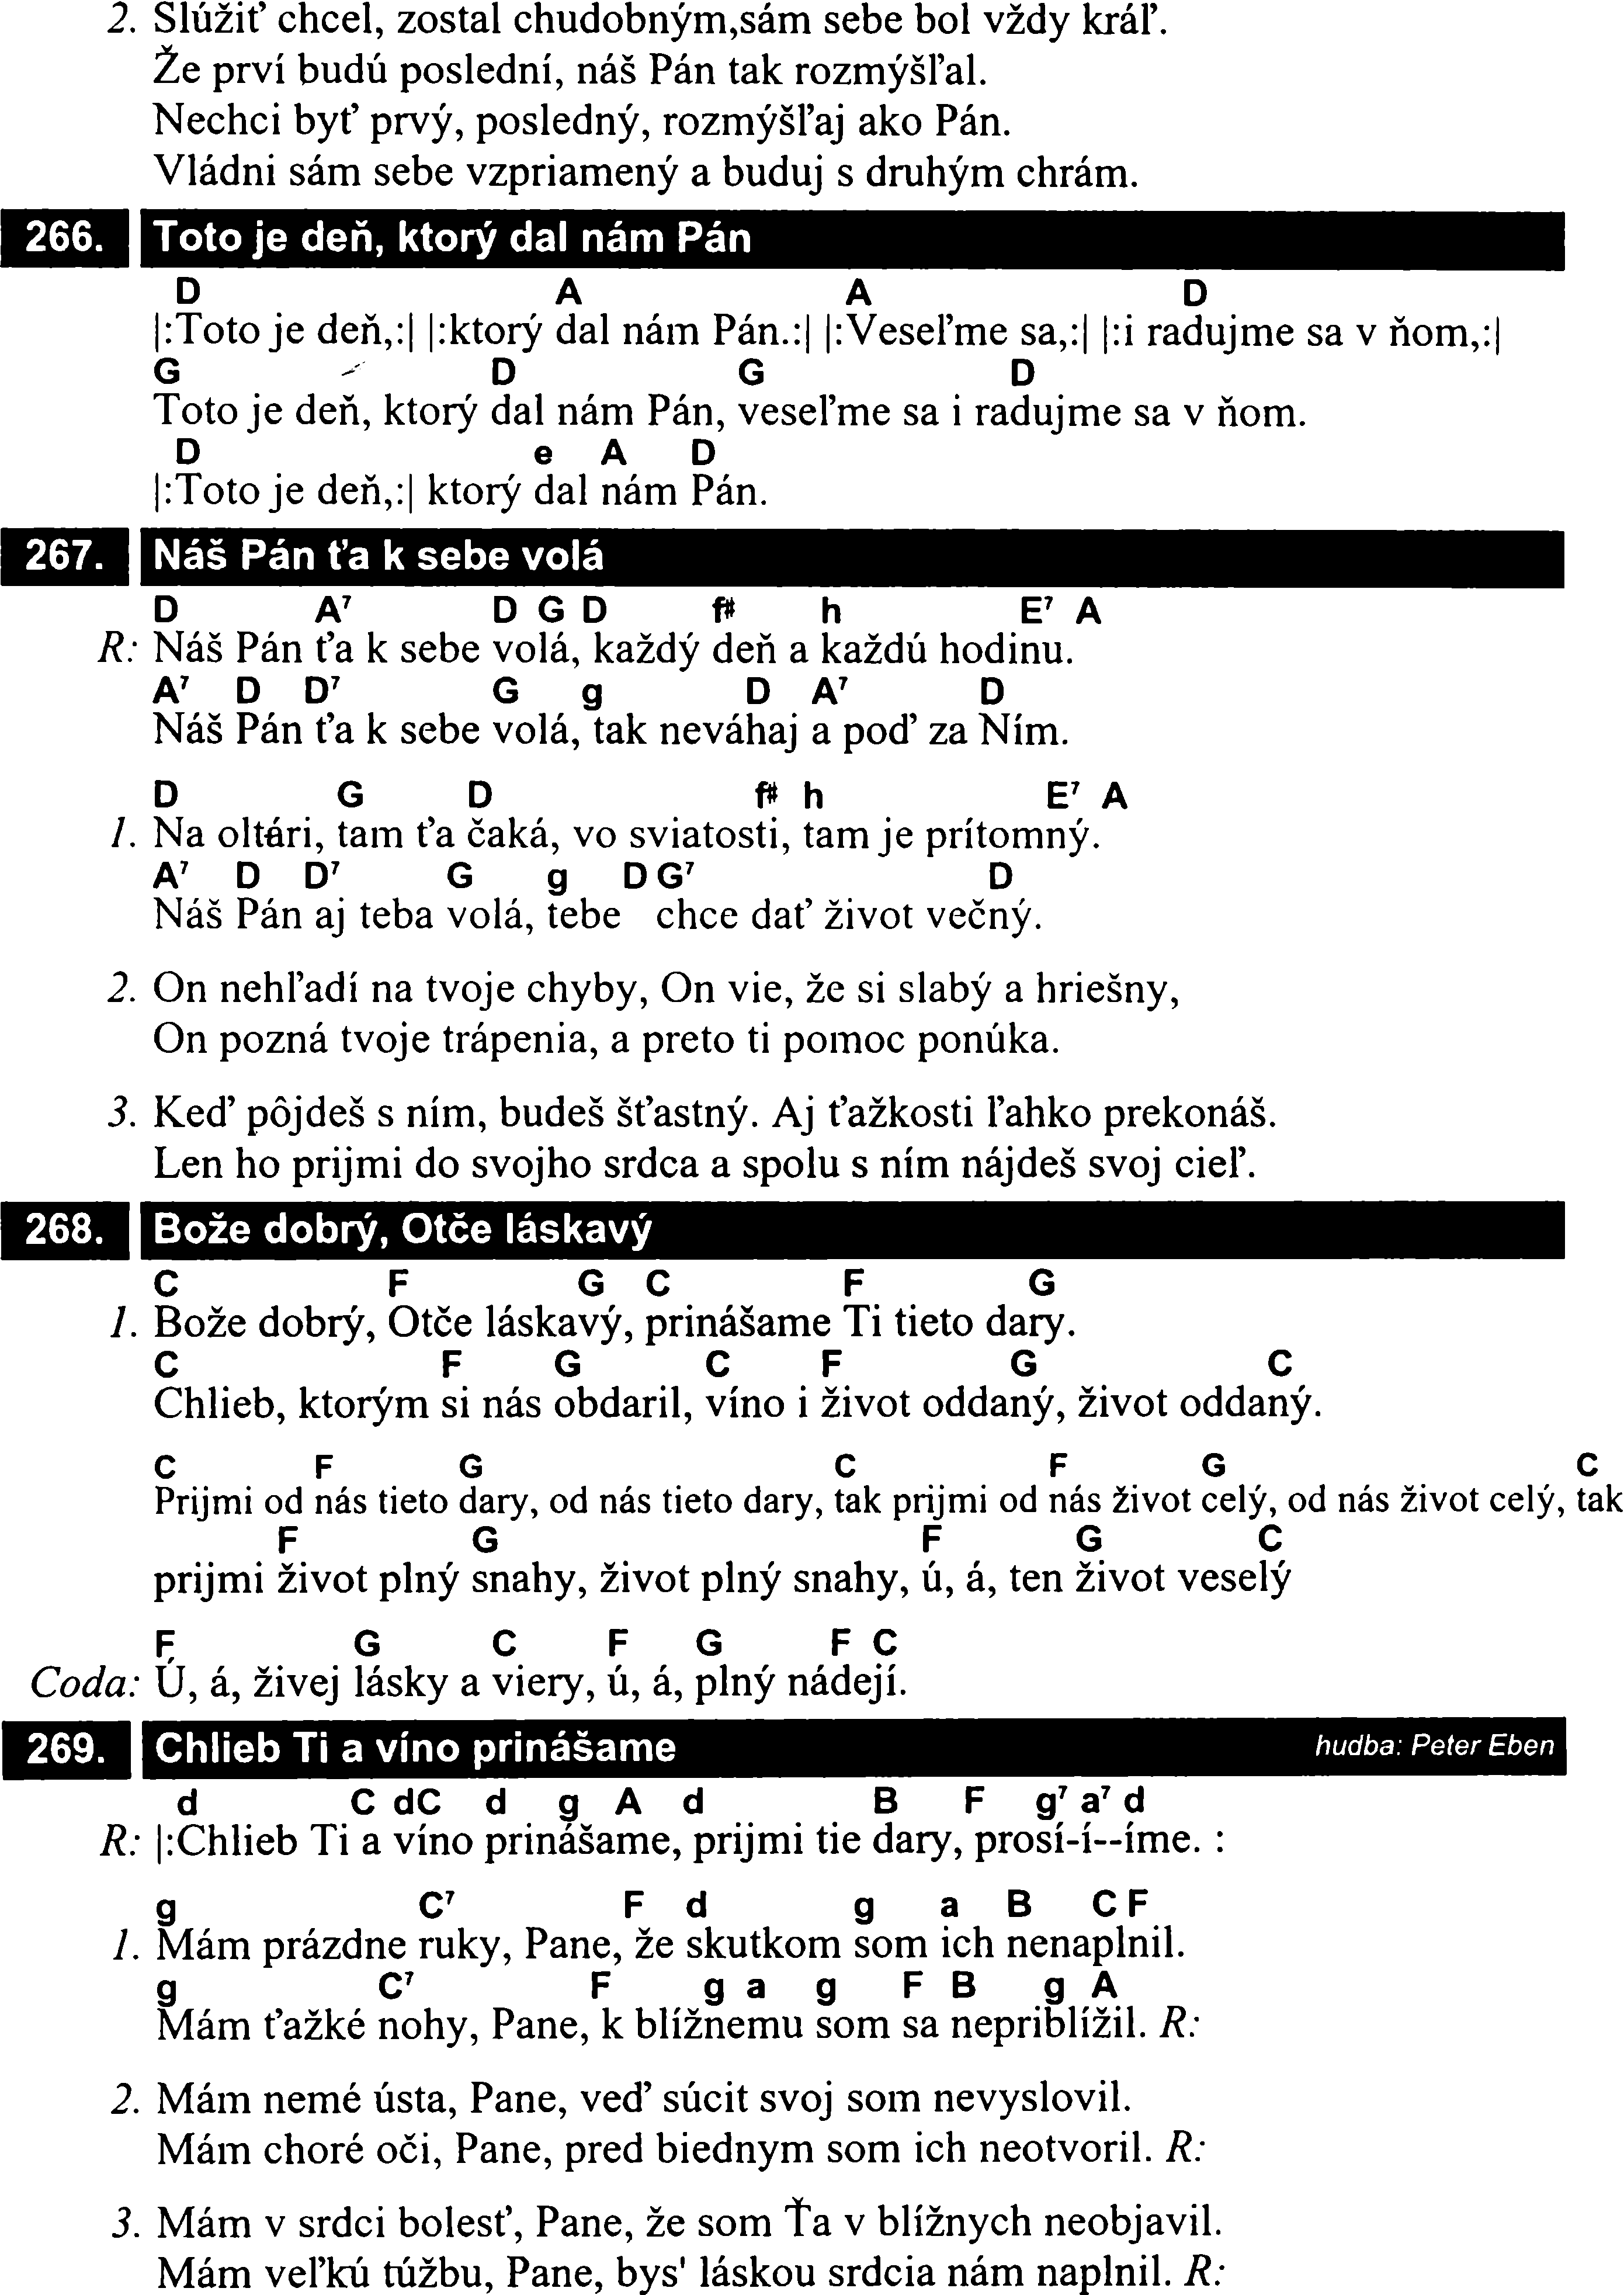 2. Slúžiť chcel, zostal chudobným,sám sebe bol vždy kráľ.
Že prví budú poslední, náš Pán tak rozmýšľal.
Nechci byť prvý, posledný, rozmýšľaj ako Pán.
Vládni sám sebe vzpriamený a buduj s druhým chrám.
266. Toto je deň, ktorý dal nám Pán
D A A D
|:Toto je deň,:| |:ktorý dal nám Pán.:| |:Veseľme sa,:| |:i radujme sa v ňom,:|
G D G D
Toto je deň, ktorý dal nám Pán, veseľme sa i radujme sa v ňom.
D e A D
|:Toto je deň,:| ktorý dal nám Pán.
267. Náš Pán ťa k sebe volá
D A7 D G D f# h E7 A
R: Náš Pán ťa k sebe volá, každý deň a každú hodinu.
A7 D D7 G g D A7 D
Náš Pán ťa k sebe volá, tak neváhaj a poď za Ním.
D G D f# h E7 A
1. Na oltári, tam ťa čaká, vo sviatosti, tam je prítomný.
A7 D D7 G g D G7 D
Náš Pán aj teba volá, tebe chce dať život večný.
2. On nehľadí na tvoje chyby, On vie, že si slabý a hriešny,
On pozná tvoje trápenia, a preto ti pomoc ponúka.
3. Keď pôjdeš s ním, budeš šťastný. Aj ťažkosti ľahko prekonáš.
Len ho prijmi do svojho srdca a spolu s ním nájdeš svoj cieľ.
268. Bože dobrý, Otče láskavý
C F G C F G
1. Bože dobrý, Otče láskavý, prinášame Ti tieto dary.
C F G C F G C
Chlieb, ktorým si nás obdaril, víno i život oddaný, život oddaný.
C F G C F G C
Prijmi od nás tieto dary, od nás tieto dary, tak prijmi od nás život celý, od nás život celý, tak
F G F G C
prijmi život plný snahy, život plný snahy, ú, á, ten život veselý
F G C F G F C
Coda: Ú, á, živej lásky a viery, ú, á, plný nádejí.
269. Chlieb Ti a víno prinášame hudba: Peter Eben
d C dC d g A d B F g7 a7 d
R: |:Chlieb Ti a víno prinášame, prijmi tie dary, prosí-í--íme. :
g C7 F d g a B C F
1. Mám prázdne ruky, Pane, že skutkom som ich nenaplnil.
g C7 F g a g F B g A
Mám ťažké nohy, Pane, k blížnemu som sa nepriblížil. R:
2. Mám nemé ústa, Pane, veď súcit svoj som nevyslovil.
Mám choré oči, Pane, pred biednym som ich neotvoril. R:
3. Mám v srdci bolesť, Pane, že som Ťa v blížnych neobjavil.
Mám veľkú túžbu, Pane, bys' láskou srdcia nám naplnil. R: